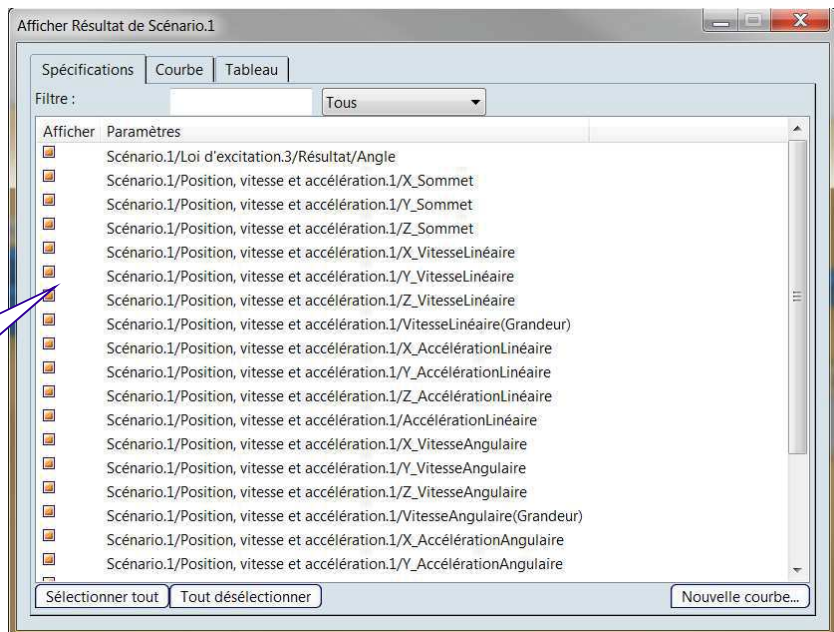 Afficher Résultat de Scénario.1
Spécifications Courbe Tableau
Filtre : Tous
Afficher Paramètres
Scénario.1/Loi d'excitation.3/Résultat/Angle
Scénario.1/Position, vitesse et accélération.1/X_Sommet
Scénario.1/Position, vitesse et accélération.1/Y_Sommet
Scénario.1/Position, vitesse et accélération.1/Z_Sommet
Scénario.1/Position, vitesse et accélération.1/X_VitesseLinéaire
Scénario.1/Position, vitesse et accélération.1/Y_VitesseLinéaire
Scénario.1/Position, vitesse et accélération.1/Z_VitesseLinéaire
Scénario.1/Position, vitesse et accélération.1/VitesseLinéaire(Grandeur)
Scénario.1/Position, vitesse et accélération.1/X_AccélérationLinéaire
Scénario.1/Position, vitesse et accélération.1/Y_AccélérationLinéaire
Scénario.1/Position, vitesse et accélération.1/Z_AccélérationLinéaire
Scénario.1/Position, vitesse et accélération.1/AccélérationLinéaire
Scénario.1/Position, vitesse et accélération.1/X_VitesseAngulaire
Scénario.1/Position, vitesse et accélération.1/Y_VitesseAngulaire
Scénario.1/Position, vitesse et accélération.1/Z_VitesseAngulaire
Scénario.1/Position, vitesse et accélération.1/VitesseAngulaire(Grandeur)
Scénario.1/Position, vitesse et accélération.1/X_AccélérationAngulaire
Scénario.1/Position, vitesse et accélération.1/Y_AccélérationAngulaire
Sélectionner tout Tout désélectionner Nouvelle courbe...